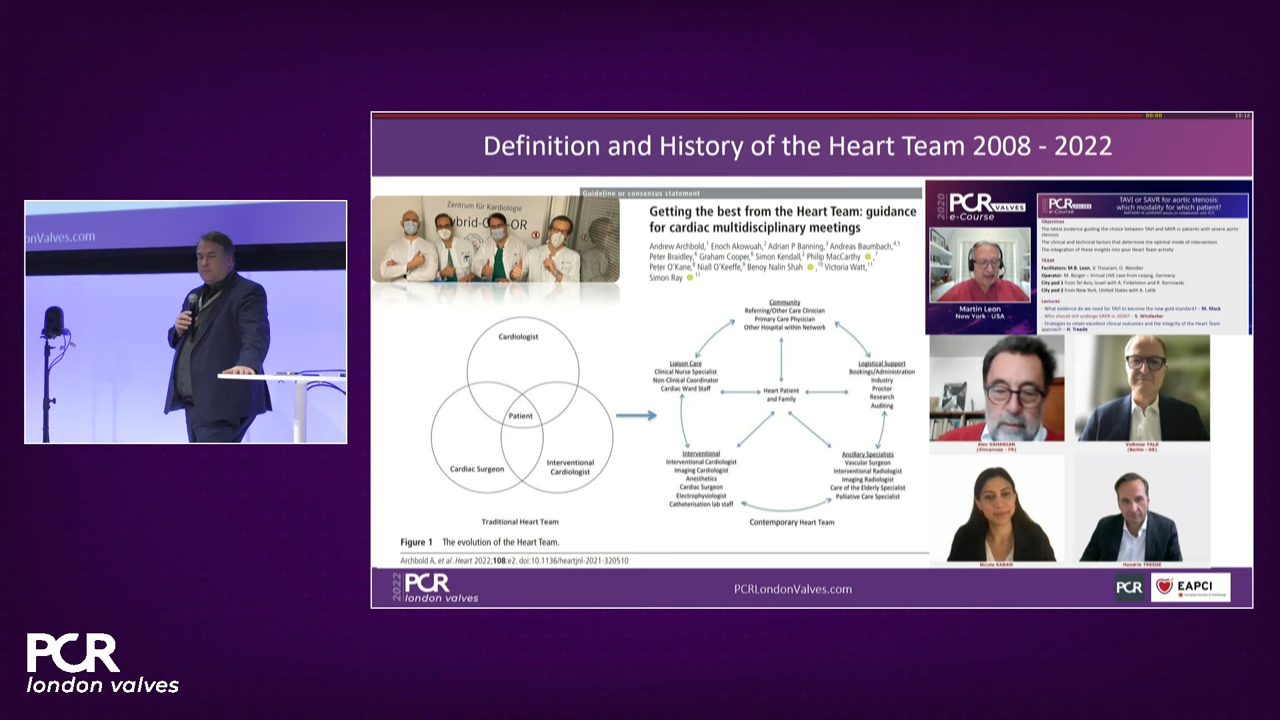 onValves.com
00:00
Definition and History of the Heart Team 2008 - 2022
Guideline or consensus statement
Zentrum für Kardiologie
Getting the best from the Heart Team: guidance
for cardiac multidisciplinary meetings
Andrew Archbold,1 Enoch Akowuah,2 Adrian P Banning,3 Andreas Baumbach,4,5
Peter Braidley,6 Graham Cooper,6 Simon Kendall,2 Philip MacCarthy,7
Peter O'Kane,8 Niall O'Keeffe,9 Benoy Nalin Shah,10 Victoria Watt,11
Simon Ray 11
Cardiologist
Patient
Cardiac Surgeon
Interventional
Cardiologist
Traditional Heart Team
Community
Referring/Other Care Clinician
Primary Care Physician
Other Hospital within Network
Liaison Care
Clinical Nurse Specialist
Non-Clinical Coordinator
Cardiac Ward Staff
Logistical Support
Bookings/Administration
Industry
Proctor
Research
Auditing
Heart Patient
and Family
Interventional
Interventional Cardiologist
Imaging Cardiologist
Anesthetics
Cardiac Surgeon
Electrophysiologist
Catheterisation lab staff
Ancillary Specialists
Vascular Surgeon
Interventional Radiologist
Imaging Radiologist
Care of the Elderly Specialist
Palliative Care Specialist
Contemporary Heart Team
Figure 1 The evolution of the Heart Team.
Archbold A, et al. Heart 2022;108:e2. doi:10.1136/heartjnl-2021-320510
2020 PCR VALVES
e-Course
Martin Leon
New York - USA
PCR VALVES
e-Course
TAVI or SAVR for aortic stenosis:
which modality for which patient?
Objectives
The latest evidence guiding the choice between TAVI and SAVR in patients with severe aortic
stenosis
The clinical and technical factors that determine the optimal mode of intervention
The integration of these insights into your Heart Team activity
TEAM
Facilitators: M.B. Leon, V. Thourani, O. Wendler
Operator: M. Borger - Virtual LIVE case from Leipzig, Germany
City pod 1 from Tel Aviv, Israel with A. Finkelstein and R. Kornowski
City pod 2 from New York, United States with A. Latib
Lectures
- What evidence do we need for TAVI to become the new gold standard? - M. Mack
- Who should still undergo SAVR in 2020? - S. Windecker
- Strategies to retain excellent clinical outcomes and the integrity of the Heart Team
approach - H. Treede
Alec VAHANIAN
(Vincennes - FR)
Volkmar FALK
(Berlin - DE)
Nicole KARAM
Hendrik TREEDE
2022 PCR
london valves
PCRLondonValves.com
PCR
EAPCI
PCR
london valves